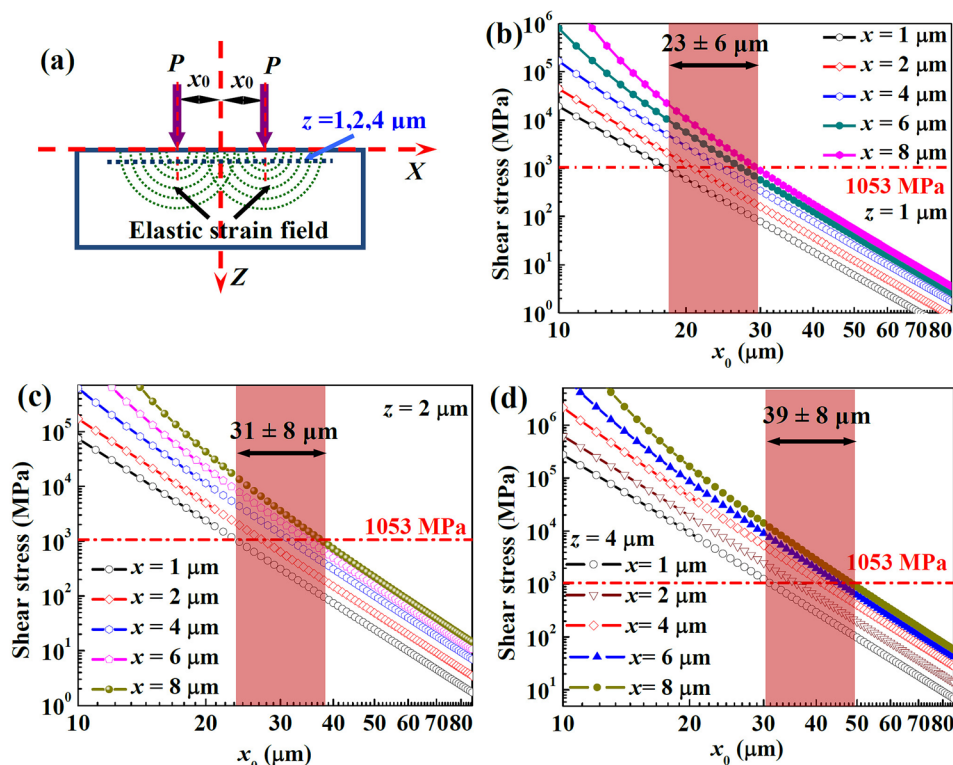 (a)
P
P
x0
x0
z =1,2,4 μm
X
Elastic strain field
Z
(b)
10^6
10^5
10^4
10^3
10^2
10^1
10^0
Shear stress (MPa)
23 ± 6 μm
x = 1 μm
x = 2 μm
x = 4 μm
x = 6 μm
x = 8 μm
1053 MPa
z = 1 μm
10 20 30 40 50 60 70 80
x0 (μm)
(c)
10^5
10^4
10^3
10^2
10^1
10^0
Shear stress (MPa)
z = 2 μm
31 ± 8 μm
1053 MPa
x = 1 μm
x = 2 μm
x = 4 μm
x = 6 μm
x = 8 μm
10 20 30 40 50 60 70 80
x0 (μm)
(d)
10^6
10^5
10^4
10^3
10^2
10^1
Shear stress (MPa)
39 ± 8 μm
1053 MPa
z = 4 μm
x = 1 μm
x = 2 μm
x= 4 μm
x= 6 μm
x= 8 μm
10 20 30 40 50 60 70 80
x0 (μm)